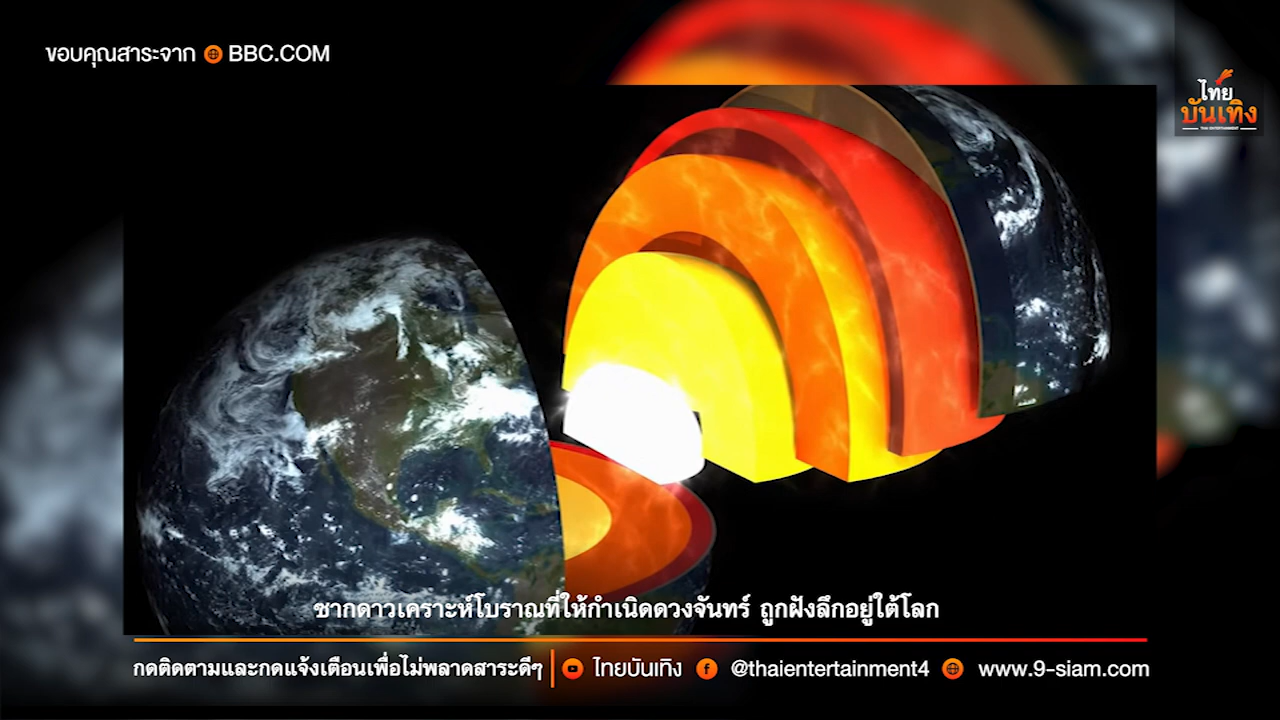 ขอบคุณสาระจาก BBC.COM
ไทย
บันเทิง
THAI ENTERTAINMENT
ซากดาวเคราะห์โบราณที่ให้กำเนิดดวงจันทร์ ถูกฝังลึกอยู่ใต้โลก
กดติดตามและกดแจ้งเตือนเพื่อไม่พลาดสาระดีๆ ไทยบันเทิง @thaientertainment4 www.9-siam.com